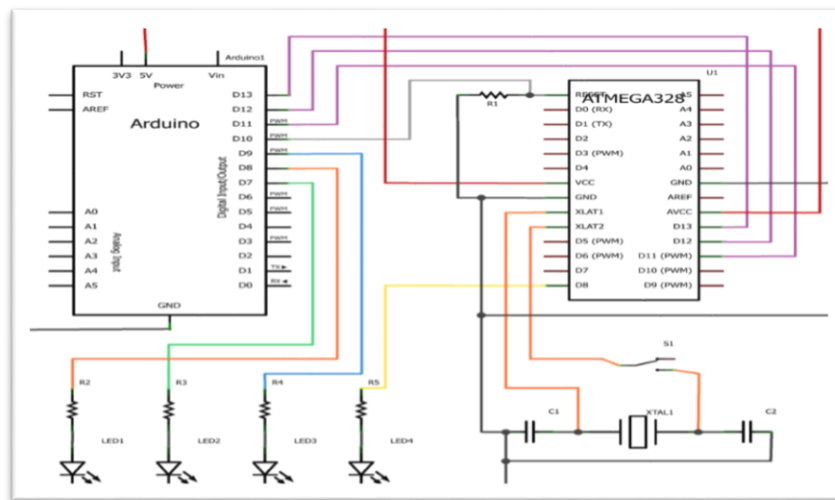 Arduino1
3V3 5V Vin
Power
RST
AREF
Arduino
Digital Input/Output
Analog Input
D13
D12
D11 PWM
D10 PWM
D9 PWM
D8
D7
D6 PWM
D5 PWM
D4
D3 PWM
D2
D1 TX
D0 RX
A0
A1
A2
A3
A4
A5
GND
U1
ATMEGA328
RESET
D0 (RX)
D1 (TX)
D2
D3 (PWM)
D4
VCC
GND
XLAT1
XLAT2
D5 (PWM)
D6 (PWM)
D7
D8
A5
A4
A3
A2
A1
A0
GND
AREF
AVCC
D13
D12
D11 (PWM)
D10 (PWM)
D9 (PWM)
R1
S1
R2
R3
R4
R5
LED1
LED2
LED3
LED4
C1
XTAL1
C2